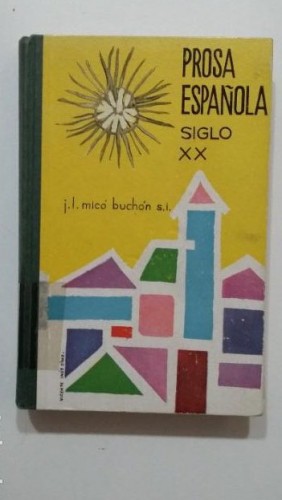 PROSA
ESPAÑOLA
SIGLO
XX
j.l. micó buchón s.i.